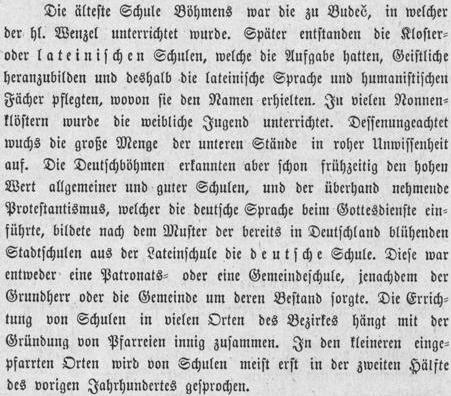 Die älteste Schule Böhmens war die zu Budeč, in welcher
der hl. Wenzel unterrichtet wurde. Später entstanden die Kloster-
oder lateinischen Schulen, welche die Aufgabe hatten, Geistliche
heranzubilden und deshalb die lateinische Sprache und humanistischen
Fächer pflegten, wovon sie den Namen erhielten. In vielen Nonnen-
klöstern wurde die weibliche Jugend unterrichtet. Dessenungeachtet
wuchs die große Menge der unteren Stände in roher Unwissenheit
auf. Die Deutschböhmen erkannten aber schon frühzeitig den hohen
Wert allgemeiner und guter Schulen, und der überhand nehmende
Protestantismus, welcher die deutsche Sprache beim Gottesdienste ein-
führte, bildete nach dem Muster der bereits in Deutschland blühenden
Stadtschulen aus der Lateinschule die deutsche Schule. Diese war
entweder eine Patronats- oder eine Gemeindeschule, jenachdem der
Grundherr oder die Gemeinde um deren Bestand sorgte. Die Errich-
tung von Schulen in vielen Orten des Bezirkes hängt mit der
Gründung von Pfarreien innig zusammen. In den kleineren einge-
pfarrten Orten wird von Schulen meist erst in der zweiten Hälfte
des vorigen Jahrhundertes gesprochen.